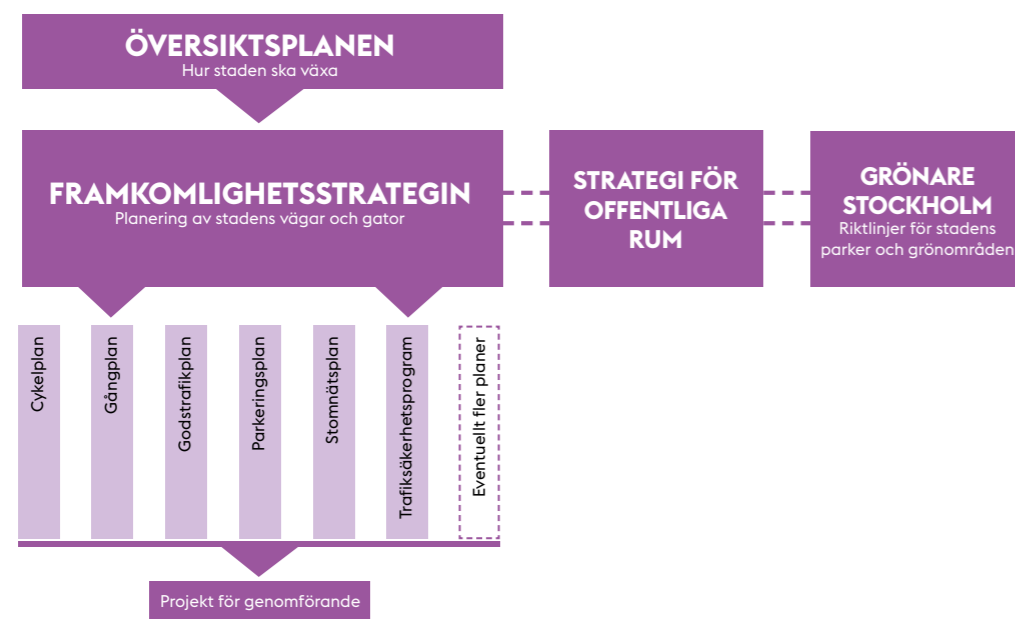 ÖVERSIKTSPLANEN
Hur staden ska växa
FRAMKOMLIGHETSSTRATEGIN
Planering av stadens vägar och gator
STRATEGI FÖR
OFFENTLIGA
RUM
GRÖNARE
STOCKHOLM
Riktlinjer för stadens
parker och grönområden
Cykelplan
Gångplan
Godstrafikplan
Parkeringsplan
Stomnätsplan
Trafiksäkerhetsprogram
Eventuellt fler planer
Projekt för genomförande